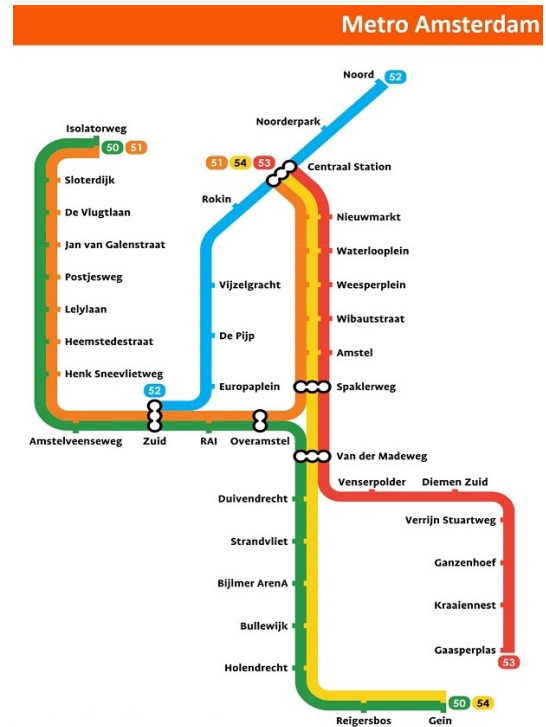 Metro Amsterdam
Noord 52
Noorderpark
Isolatorweg
50 51
51 54 53 Centraal Station
Sloterdijk
Rokin
De Vlugtlaan
Nieuwmarkt
Jan van Galenstraat
Waterlooplein
Postjesweg
Vijzelgracht
Weesperplein
Lelylaan
Wibautstraat
De Pijp
Heemstedestraat
Amstel
Henk Sneevlietweg
52
Europaplein
Spaklerweg
Amstelveenseweg
Zuid
RAI
Overamstel
Van der Madeweg
Venserpolder
Diemen Zuid
Duivendrecht
Verrijn Stuartweg
Strandvliet
Ganzenhoef
Bijlmer ArenA
Kraaiennest
Bullewijk
Gaasperplas
53
Holendrecht
50 54
Reigersbos
Gein